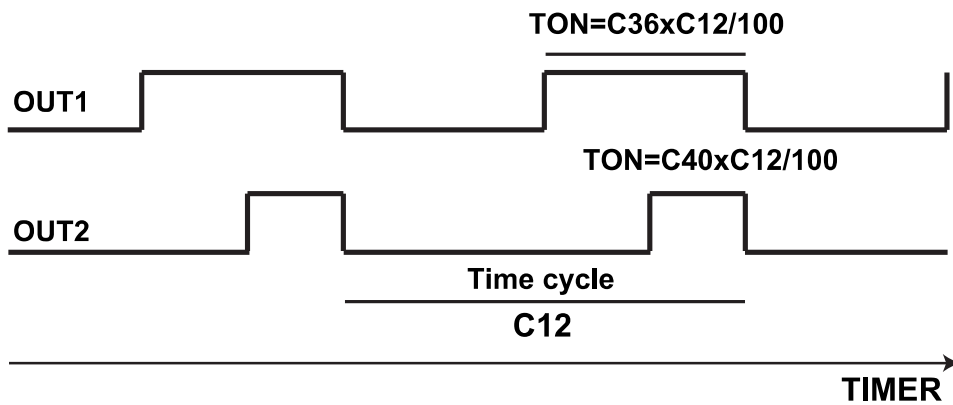 TON=C36xC12/100
OUT1
TON=C40xC12/100
OUT2
Time cycle
C12
TIMER